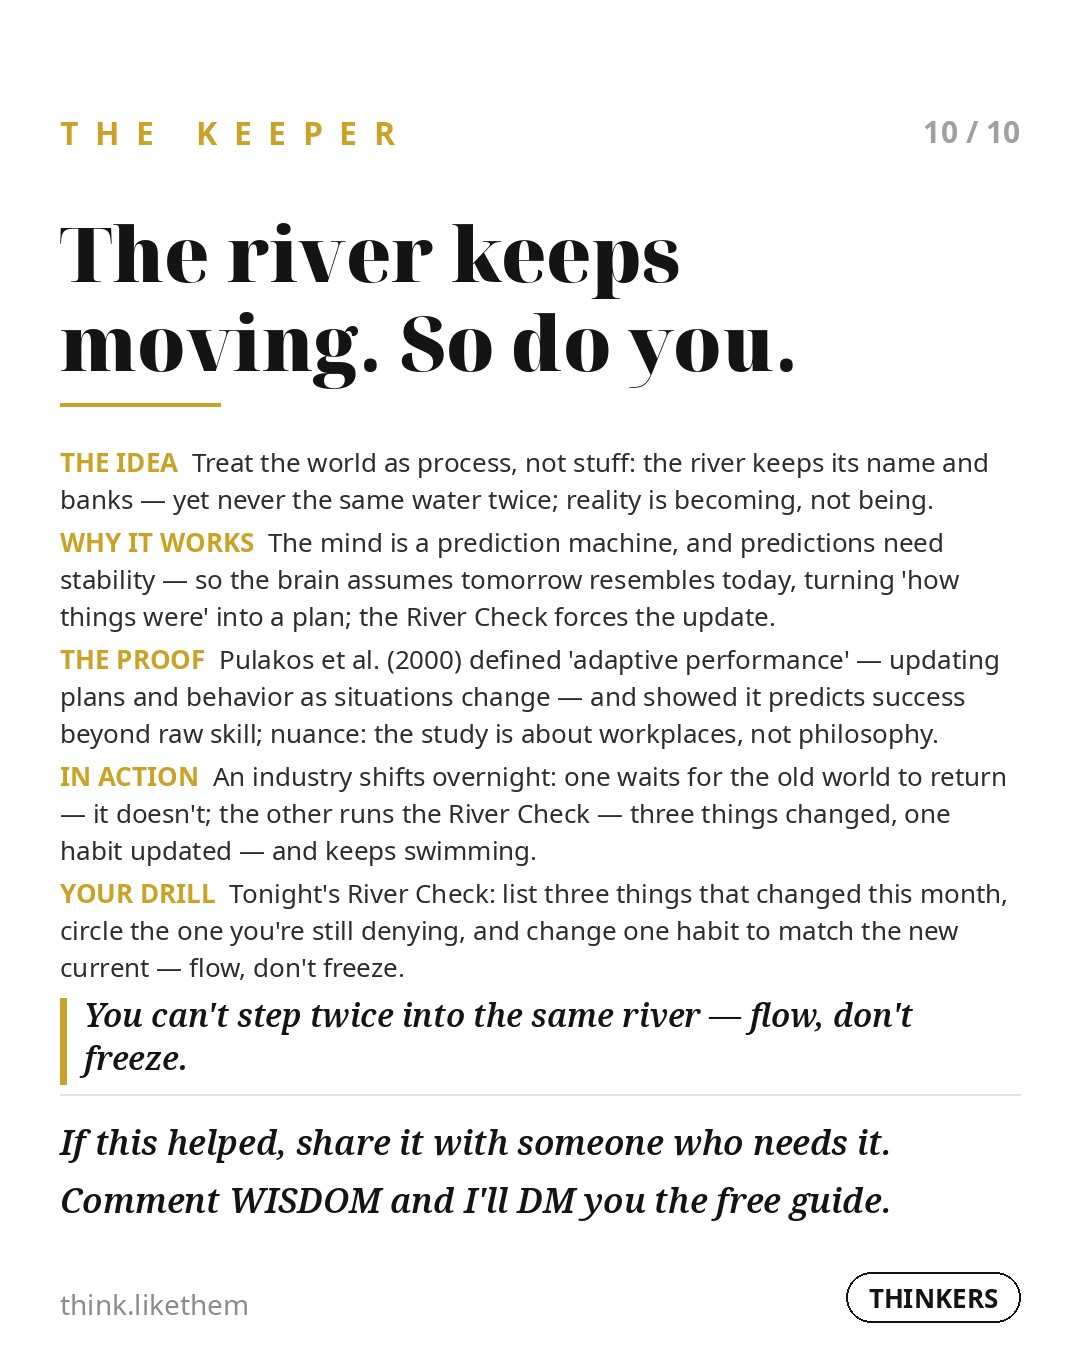 THE KEEPER
10 / 10
The river keeps
moving. So do you.
THE IDEA Treat the world as process, not stuff: the river keeps its name and
banks — yet never the same water twice; reality is becoming, not being.
WHY IT WORKS The mind is a prediction machine, and predictions need
stability — so the brain assumes tomorrow resembles today, turning 'how
things were' into a plan; the River Check forces the update.
THE PROOF Pulakos et al. (2000) defined 'adaptive performance' — updating
plans and behavior as situations change — and showed it predicts success
beyond raw skill; nuance: the study is about workplaces, not philosophy.
IN ACTION An industry shifts overnight: one waits for the old world to return
— it doesn't; the other runs the River Check — three things changed, one
habit updated — and keeps swimming.
YOUR DRILL Tonight's River Check: list three things that changed this month,
circle the one you're still denying, and change one habit to match the new
current — flow, don't freeze.
You can't step twice into the same river — flow, don't
freeze.
If this helped, share it with someone who needs it.
Comment WISDOM and I'll DM you the free guide.
think.likethem
THINKERS